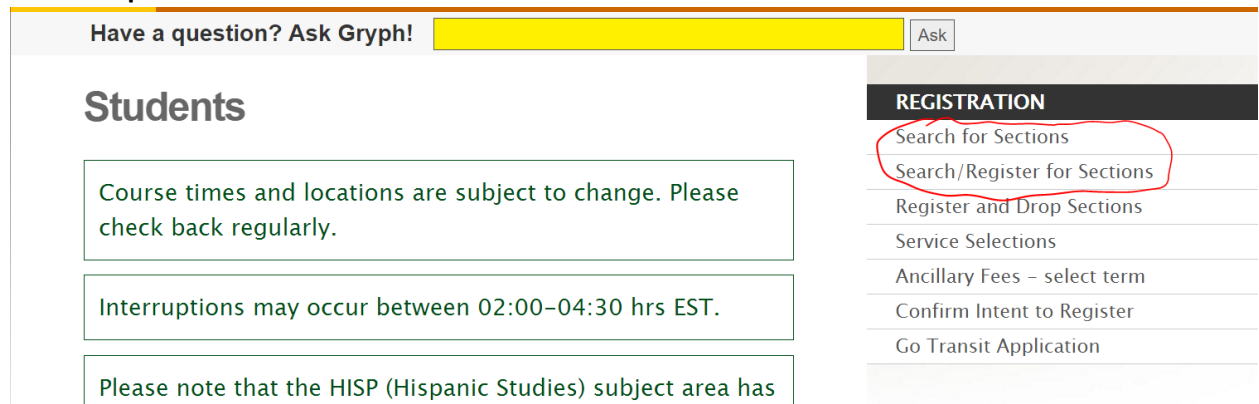 Have a question? Ask Gryph!
Ask
Students
Course times and locations are subject to change. Please
check back regularly.
Interruptions may occur between 02:00–04:30 hrs EST.
Please note that the HISP (Hispanic Studies) subject area has
REGISTRATION
Search for Sections
Search/Register for Sections
Register and Drop Sections
Service Selections
Ancillary Fees – select term
Confirm Intent to Register
Go Transit Application